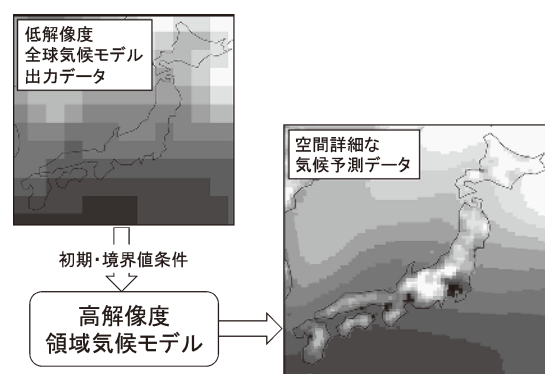 低解像度
全球気候モデル
出力データ
初期・境界値条件
高解像度
領域気候モデル
空間詳細な
気候予測データ